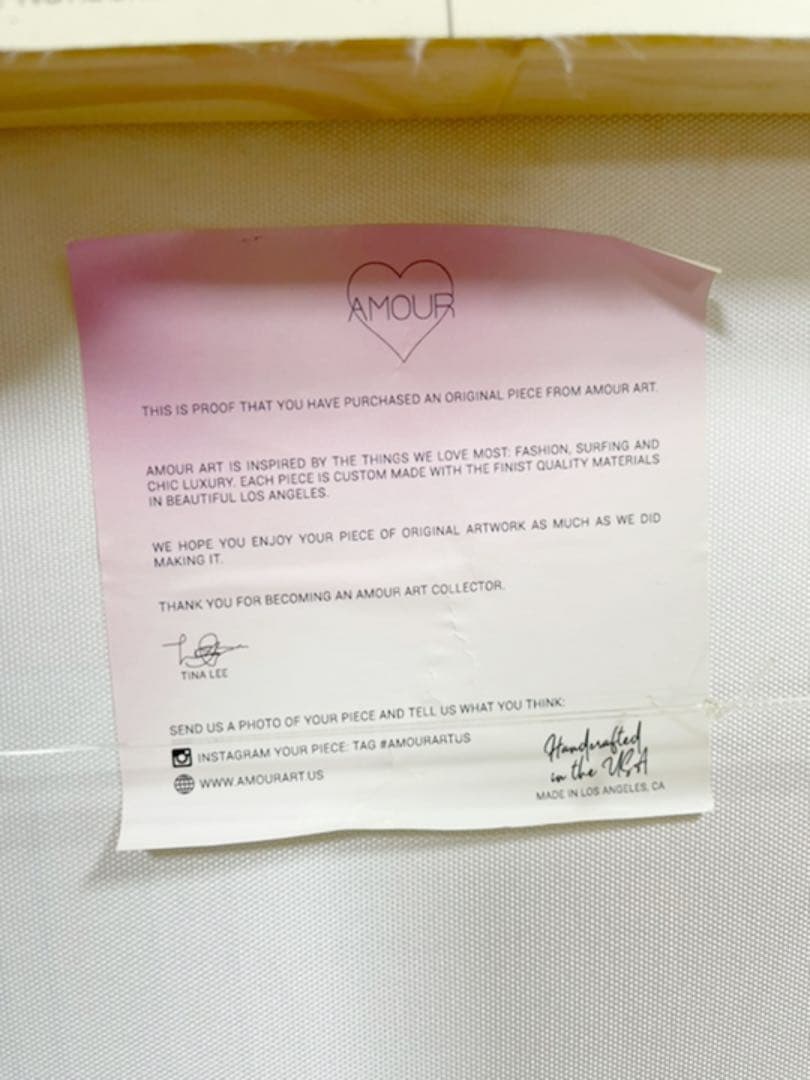 AMOUR
THIS IS PROOF THAT YOU HAVE PURCHASED AN ORIGINAL PIECE FROM AMOUR ART.
AMOUR ART IS INSPIRED BY THE THINGS WE LOVE MOST: FASHION, SURFING AND
CHIC LUXURY. EACH PIECE IS CUSTOM MADE WITH THE FINIST QUALITY MATERIALS
IN BEAUTIFUL LOS ANGELES.
WE HOPE YOU ENJOY YOUR PIECE OF ORIGINAL ARTWORK AS MUCH AS WE DID
MAKING IT.
THANK YOU FOR BECOMING AN AMOUR ART COLLECTOR.
TINA LEE
SEND US A PHOTO OF YOUR PIECE AND TELL US WHAT YOU THINK:
INSTAGRAM YOUR PIECE: TAG #AMOURARTUS
WWW.AMOURART.US
Handcrafted
in the USA
MADE IN LOS ANGELES, CA